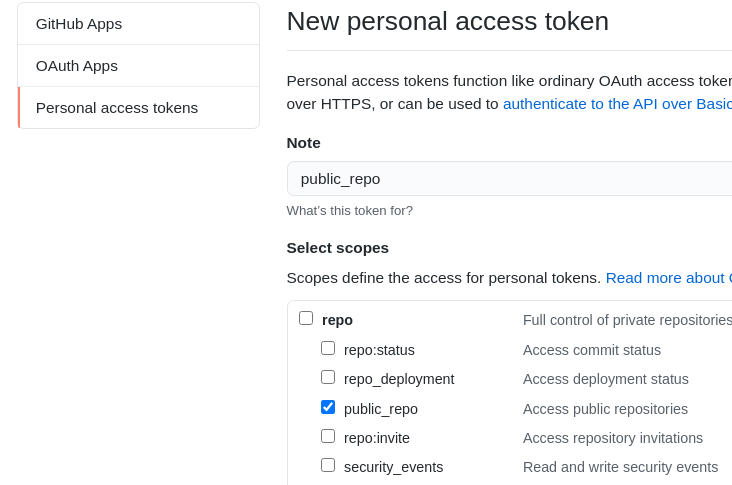 GitHub Apps
OAuth Apps
Personal access tokens
New personal access token
Personal access tokens function like ordinary OAuth access
over HTTPS, or can be used to authenticate to the API over Basic
Note
public_repo
What's this token for?
Select scopes
Scopes define the access for personal tokens. Read more about
repo Full control of private repositories
repo:status Access commit status
repo_deployment Access deployment status
public_repo Access public repositories
repo:invite Access repository invitations
security_events Read and write security events